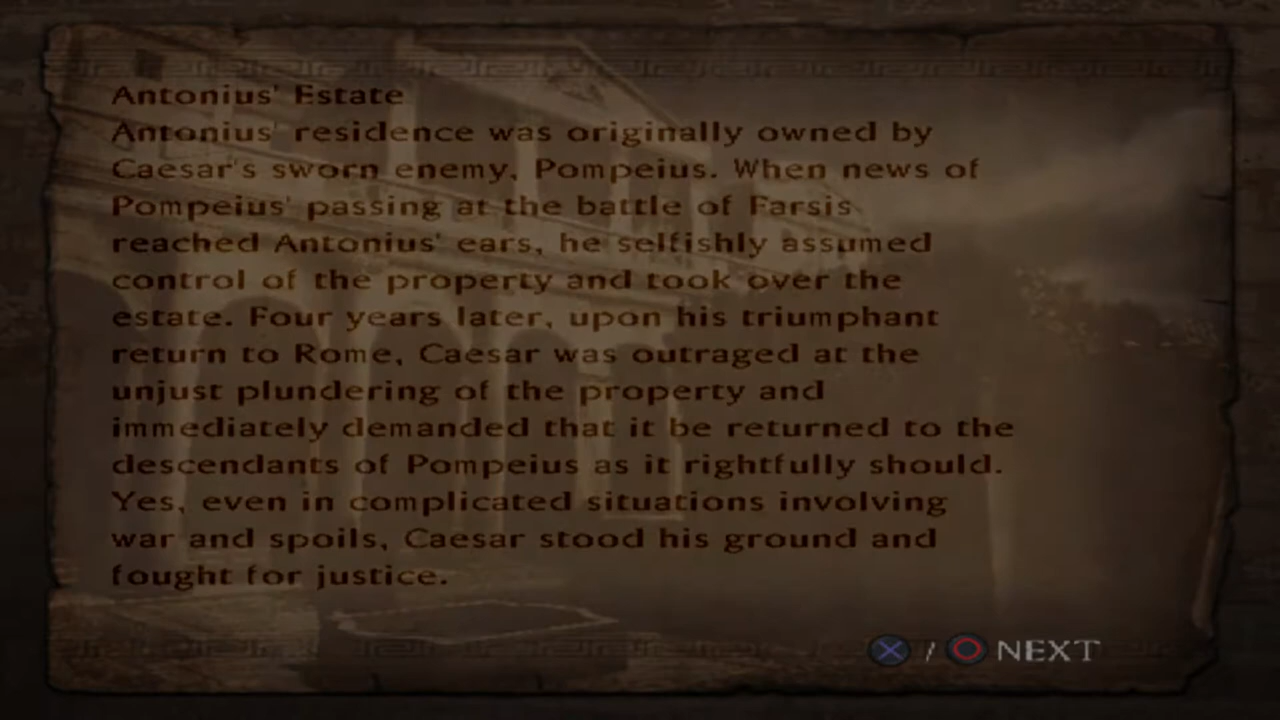 Antonius' Estate
Antonius' residence was originally owned by
Caesar's sworn enemy, Pompeius. When news of
Pompeius' passing at the battle of Farsis
reached Antonius' ears, he selfishly assumed
control of the property and took over the
estate. Four years later, upon his triumphant
return to Rome, Caesar was outraged at the
unjust plundering of the property and
immediately demanded that it be returned to the
descendants of Pompeius as it rightfully should.
Yes, even in complicated situations involving
war and spoils, Caesar stood his ground and
fought for justice.
/ NEXT